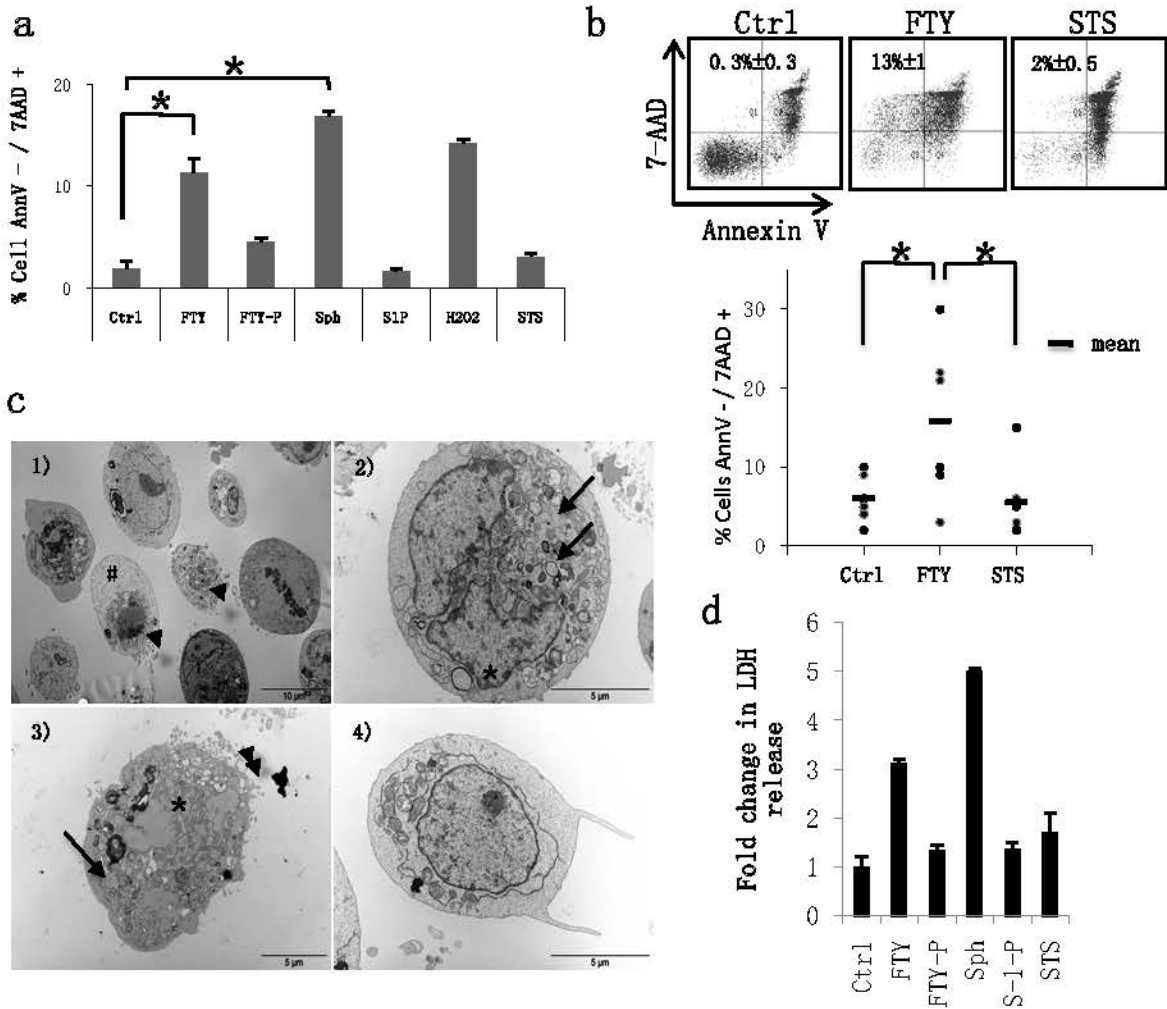 a
% Cell AnnV - / 7AAD +
20
10
0
*
*
Ctrl FTY FTY-P Sph S1P H2O2 STS
b
Ctrl FTY STS
0.3%±0.3 13%±1 2%±0.5
7-AAD
Annexin V
% Cells AnnV - / 7AAD +
30
20
10
0
* *
mean
Ctrl FTY STS
c
1)
#
10 µm
2)
*
5 µm
3)
*
5 µm
4)
5 µm
d
Fold change in LDH
release
6
5
4
3
2
1
0
Ctrl FTY FTY-P Sph S-1-P STS